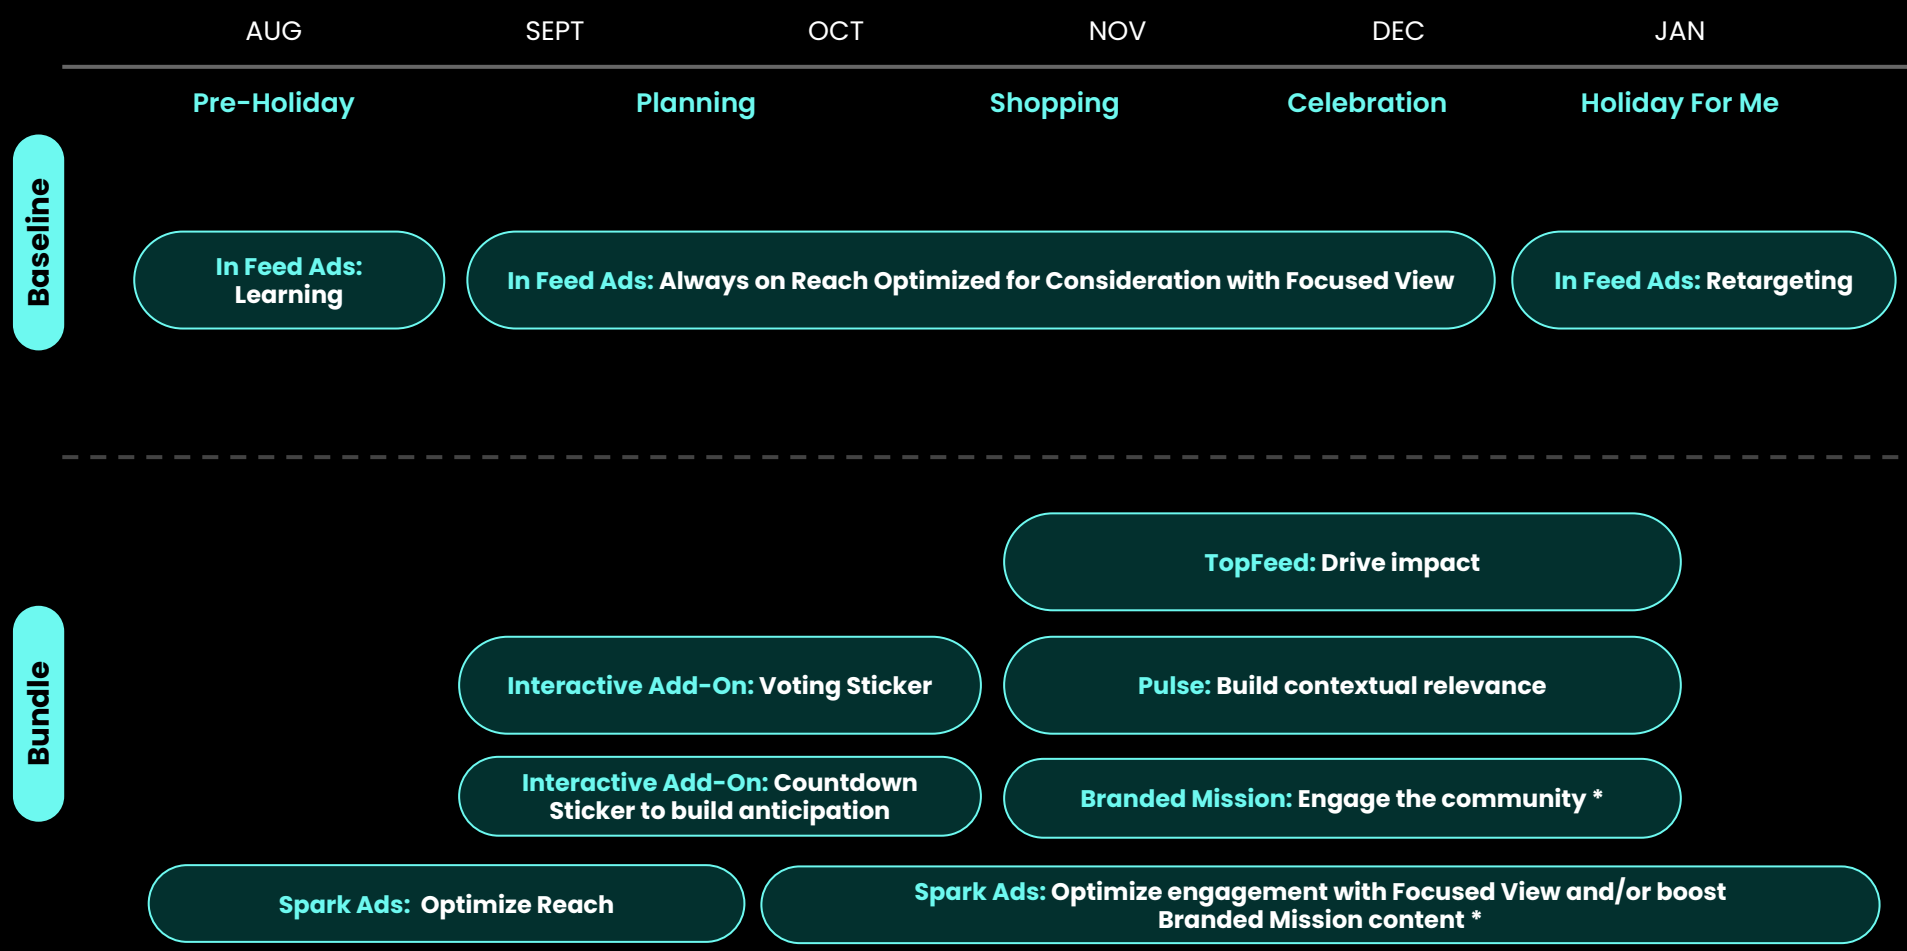 AUG SEPT OCT NOV DEC JAN
Pre-Holiday Planning Shopping Celebration Holiday For Me
Baseline
In Feed Ads:
Learning
In Feed Ads: Always on Reach Optimized for Consideration with Focused View
In Feed Ads: Retargeting
Bundle
TopFeed: Drive impact
Interactive Add-On: Voting Sticker
Pulse: Build contextual relevance
Interactive Add-On: Countdown
Sticker to build anticipation
Branded Mission: Engage the community *
Spark Ads: Optimize Reach
Spark Ads: Optimize engagement with Focused View and/or boost
Branded Mission content *